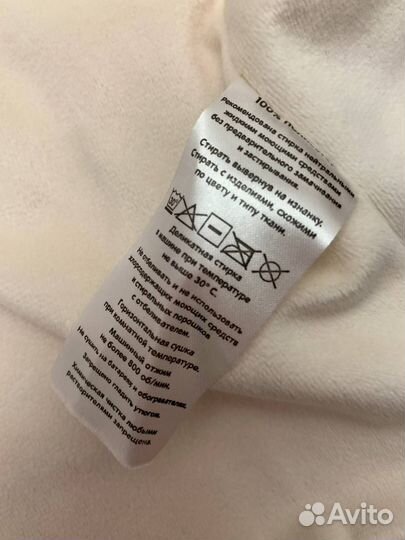 100%
Рекомендована стирка нейтральными
жидкими моющими средствами
без предварительного замачивания
и застирывания.
Стирать вывернув на изнанку.
Стирать с изделиями, схожими
по цвету и типу ткани.
Деликатная стирка
в машине при температуре
не выше 30° С.
Не отбеливать и не использовать
хлорсодержащих моющих средств
и стиральных порошков
с отбеливателем.
Горизонтальная сушка
при комнатной температуре.
Машинный отжим
не более 800 об/мин.
Не сушить на батареях и обогревателях.
Запрещено гладить утюгом.
Химическая чистка любыми
растворителями запрещена.
Avito